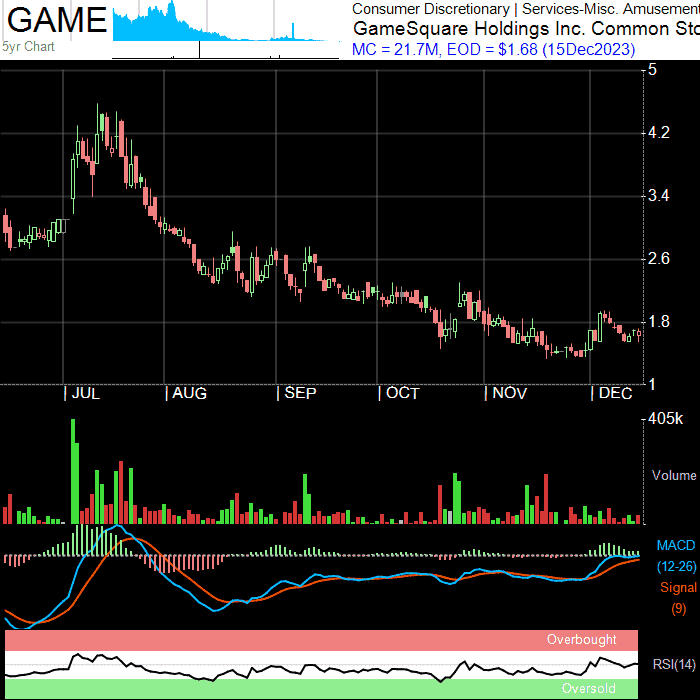 GAME
5yr Chart
Consumer Discretionary | Services-Misc. Amusement
GameSquare Holdings Inc. Common Sto
MC = 21.7M, EOD = $1.68 (15Dec2023)
5
4.2
3.4
2.6
1.8
1
| JUL | AUG | SEP | OCT | NOV | DEC
405k
Volume
MACD
(12-26)
Signal
(9)
Overbought
RSI(14)
Oversold